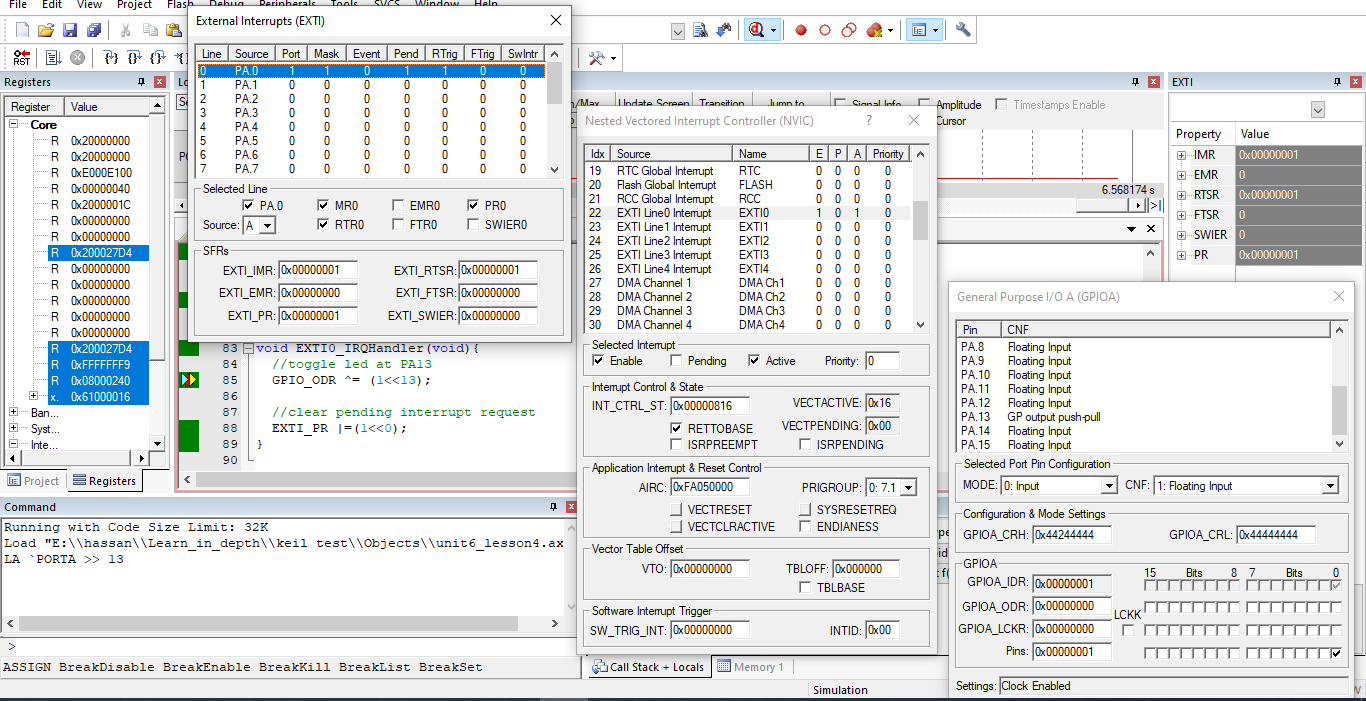 File Edit View Project Flash Debug Peripherals Tools SVCS Window Help
External Interrupts (EXTI)
Line Source Port Mask Event Pend RTrig FTrig SwIntr
0 PA.0 1 1 0 1 1 0 0
1 PA.1 0 0 0 0 0 0 0
2 PA.2 0 0 0 0 0 0 0
3 PA.3 0 0 0 0 0 0 0
4 PA.4 0 0 0 0 0 0 0
5 PA.5 0 0 0 0 0 0 0
6 PA.6 0 0 0 0 0 0 0
7 PA.7 0 0 0 0 0 0 0
Selected Line
PA.0 MR0 EMR0 PR0
Source: A RTR0 FTR0 SWIER0
SFRs
EXTI_IMR: 0x00000001 EXTI_RTSR: 0x00000001
EXTI_EMR: 0x00000000 EXTI_FTSR: 0x00000000
EXTI_PR: 0x00000001 EXTI_SWIER: 0x00000000
RST
Registers
Register Value
Core
R 0x20000000
R 0x20000000
R 0xE000E100
R 0x00000040
R 0x2000001C
R 0x00000000
R 0x00000000
R 0x200027D4
R 0x00000000
R 0x00000000
R 0x00000000
R 0x00000000
R 0x00000000
R 0x200027D4
R 0xFFFFFFF9
R 0x08000240
x. 0x61000016
Ban...
Syst...
Inte...
Project Registers
Update Screen Transition Jump to Signal Info Amplitude Timestamps Enable
Cursor
6.568174 s
83 void EXTI0_IRQHandler(void){
84 //toggle led at PA13
85 GPIO_ODR ^= (1<<13);
86
87 //clear pending interrupt request
88 EXTI_PR |=(1<<0);
89 }
90
Nested Vectored Interrupt Controller (NVIC) ?
Idx Source Name E P A Priority
19 RTC Global Interrupt RTC 0 0 0 0
20 Flash Global Interrupt FLASH 0 0 0 0
21 RCC Global Interrupt RCC 0 0 0 0
22 EXTI Line0 Interrupt EXTI0 1 0 1 0
23 EXTI Line1 Interrupt EXTI1 0 0 0 0
24 EXTI Line2 Interrupt EXTI2 0 0 0 0
25 EXTI Line3 Interrupt EXTI3 0 0 0 0
26 EXTI Line4 Interrupt EXTI4 0 0 0 0
27 DMA Channel 1 DMA Ch1 0 0 0 0
28 DMA Channel 2 DMA Ch2 0 0 0 0
29 DMA Channel 3 DMA Ch3 0 0 0 0
30 DMA Channel 4 DMA Ch4 0 0 0 0
Selected Interrupt
Enable Pending Active Priority: 0
Interrupt Control & State
INT_CTRL_ST: 0x00000816 VECTACTIVE: 0x16
RETTOBASE VECTPENDING: 0x00
ISRPREEMPT ISRPENDING
Application Interrupt & Reset Control
AIRC: 0xFA050000 PRIGROUP: 0: 7.1
VECTRESET SYSRESETREQ
VECTCLRACTIVE ENDIANESS
Vector Table Offset
VTO: 0x00000000 TBLOFF: 0x000000
TBLBASE
Software Interrupt Trigger
SW_TRIG_INT: 0x00000000 INTID: 0x00
Call Stack + Locals Memory 1
EXTI
Property Value
IMR 0x00000001
EMR 0
RTSR 0x00000001
FTSR 0
SWIER 0
PR 0x00000001
General Purpose I/O A (GPIOA)
Pin CNF
PA.8 Floating Input
PA.9 Floating Input
PA.10 Floating Input
PA.11 Floating Input
PA.12 Floating Input
PA.13 GP output push-pull
PA.14 Floating Input
PA.15 Floating Input
Selected Port Pin Configuration
MODE: 0: Input CNF: 1: Floating Input
Configuration & Mode Settings
GPIOA_CRH: 0x44244444 GPIOA_CRL: 0x44444444
GPIOA
15 Bits 8 7 Bits 0
GPIOA_IDR: 0x00000001
GPIOA_ODR: 0x00000000
LCKK
GPIOA_LCKR: 0x00000000
Pins: 0x00000001
Settings: Clock Enabled
Command
Running with Code Size Limit: 32K
Load "E:\\hassan\\Learn_in_depth\\keil test\\Objects\\unit6_lesson4.ax
LA `PORTA >> 13
>
ASSIGN BreakDisable BreakEnable BreakKill BreakList BreakSet
Simulation